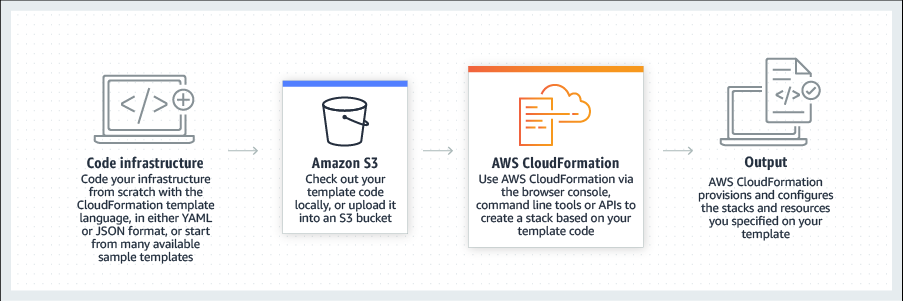 </>
Code infrastructure
Code your infrastructure
from scratch with the
CloudFormation template
language, in either YAML
or JSON format, or start
from many available
sample templates
Amazon S3
Check out your
template code
locally, or upload it
into an S3 bucket
AWS CloudFormation
Use AWS CloudFormation via
the browser console,
command line tools or APIs to
create a stack based on your
template code
</>
Output
AWS CloudFormation
provisions and configures
the stacks and resources
you specified on your
template